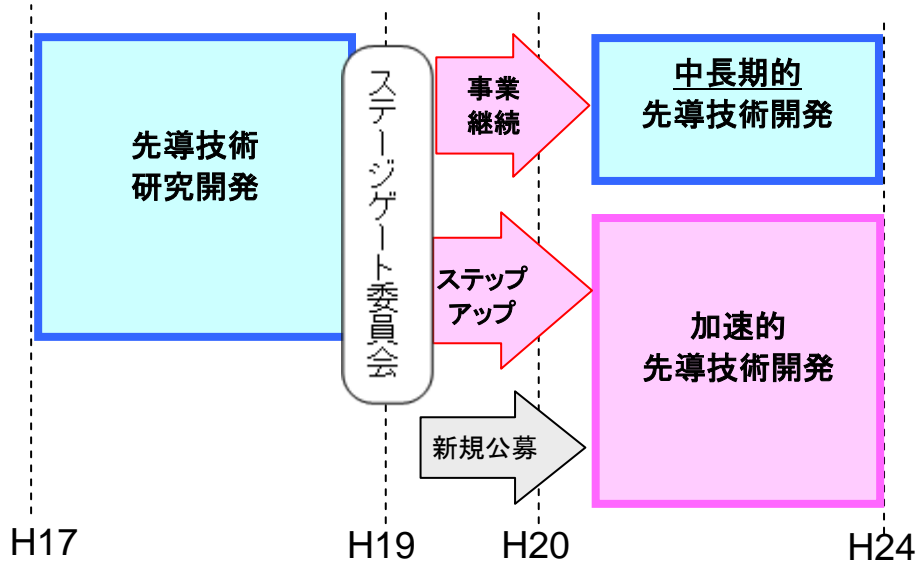 先導技術
研究開発
ステージゲート委員会
事業
継続
中長期的
先導技術開発
ステップ
アップ
加速的
先導技術開発
新規公募
H17
H19
H20
H24